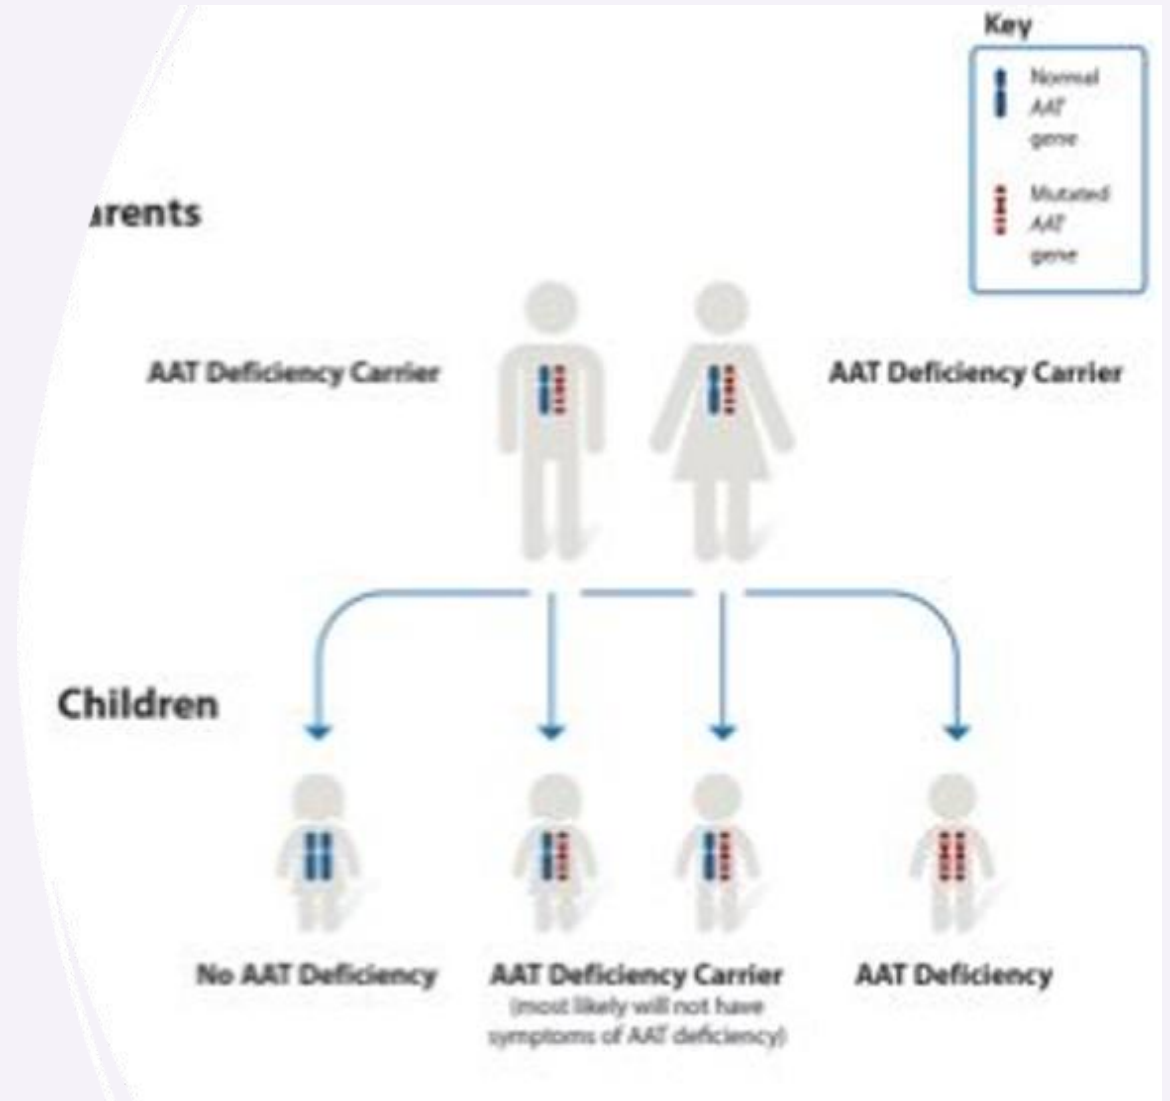 Key
Normal
AAT
gene
Mutated
AAT
gene
arents
AAT Deficiency Carrier
AAT Deficiency Carrier
Children
No AAT Deficiency
AAT Deficiency Carrier
(most likely will not have
symptoms of AAT deficiency)
AAT Deficiency